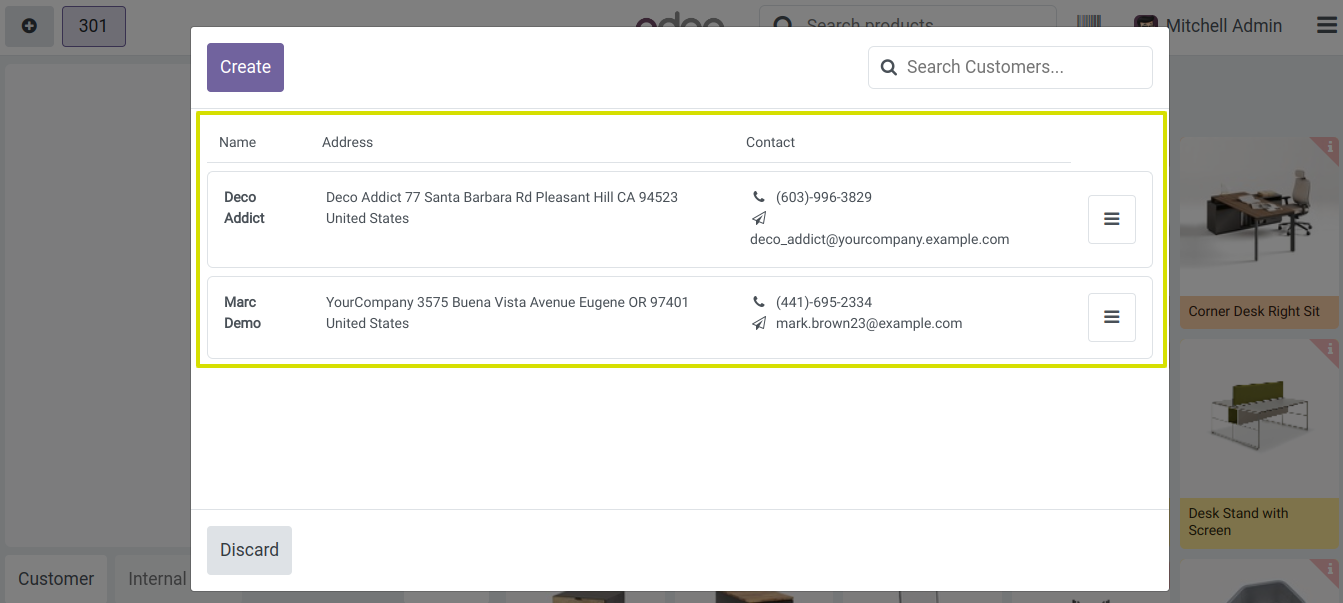 301
odoo
Search products
Mitchell Admin
Create
Search Customers...
Name Address Contact
Deco Addict 77 Santa Barbara Rd Pleasant Hill CA 94523
United States
Deco
Addict
(603)-996-3829
deco_addict@yourcompany.example.com
Marc
Demo
YourCompany 3575 Buena Vista Avenue Eugene OR 97401
United States
(441)-695-2334
mark.brown23@example.com
Corner Desk Right Sit
Desk Stand with
Screen
Discard
Customer
Internal